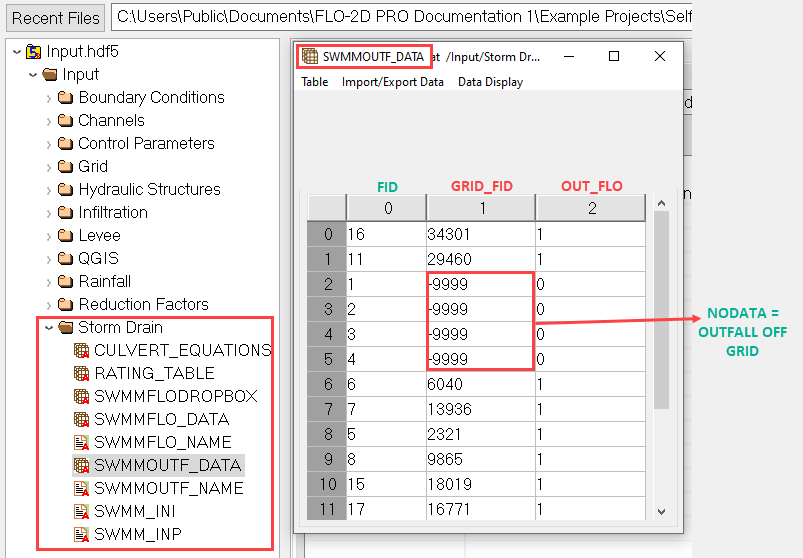 Recent Files C:\Users\Public\Documents\FLO-2D PRO Documentation 1\Example Projects\Self
Input.hdf5
Input
Boundary Conditions
Channels
Control Parameters
Grid
Hydraulic Structures
Infiltration
Levee
QGIS
Rainfall
Reduction Factors
Storm Drain
CULVERT_EQUATIONS
RATING_TABLE
SWMMFLODROPBOX
SWMMFLO_DATA
SWMMFLO_NAME
SWMMOUTF_DATA
SWMMOUTF_NAME
SWMM_INI
SWMM_INP
SWMMOUTF_DATA at /Input/Storm Dr...
Table Import/Export Data Data Display
FID GRID_FID OUT_FLO
0 1 2
0 16 34301 1
1 11 29460 1
2 1 -9999 0
3 2 -9999 0
4 3 -9999 0
5 4 -9999 0
6 6 6040 1
7 7 13936 1
8 5 2321 1
9 8 9865 1
10 15 18019 1
11 17 16771 1
NODATA =
OUTFALL OFF
GRID